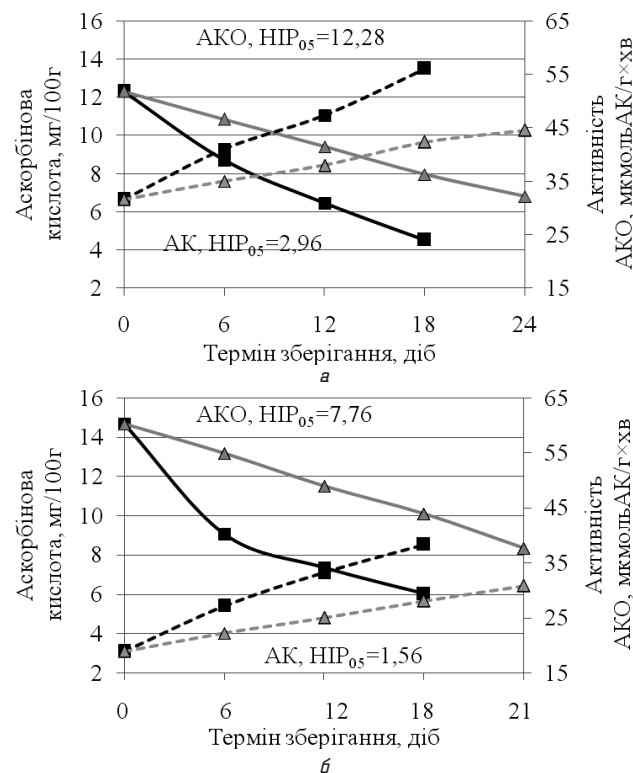 16
14
12
10
8
6
4
2
65
55
45
35
25
15
АКО, НІР₀₅=12,28
АК, НІР₀₅=2,96
Аскорбінова
кислота, мг/100г
Активність
АКО, мкмольАК/г×хв
0 6 12 18 24
Термін зберігання, діб
а
16
14
12
10
8
6
4
2
65
55
45
35
25
15
АКО, НІР₀₅=7,76
АК, НІР₀₅=1,56
Аскорбінова
кислота, мг/100г
Активність
АКО, мкмольАК/г×хв
0 6 12 18 21
Термін зберігання, діб
б